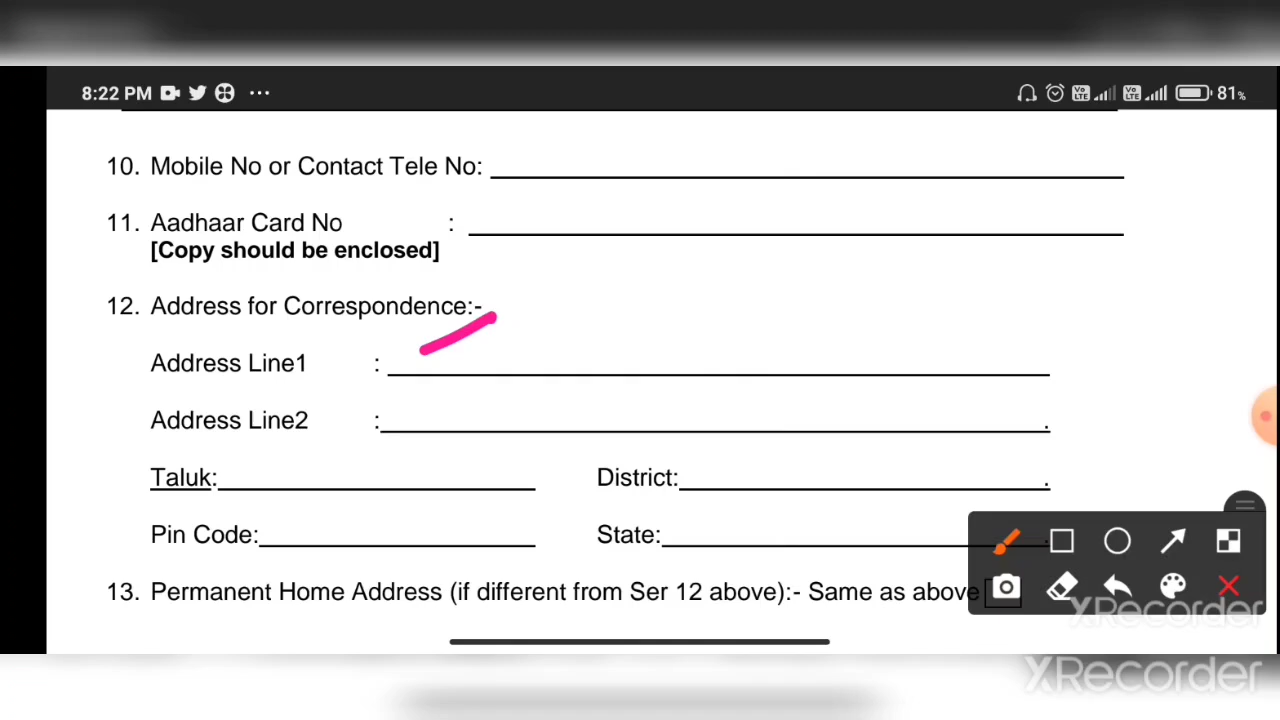 8:22 PM ... 81%
10. Mobile No or Contact Tele No:
11. Aadhaar Card No :
[Copy should be enclosed]
12. Address for Correspondence:-
Address Line1 :
Address Line2 : .
Taluk: District: .
Pin Code: State:
13. Permanent Home Address (if different from Ser 12 above):- Same as above
XRecorder
XRecorder